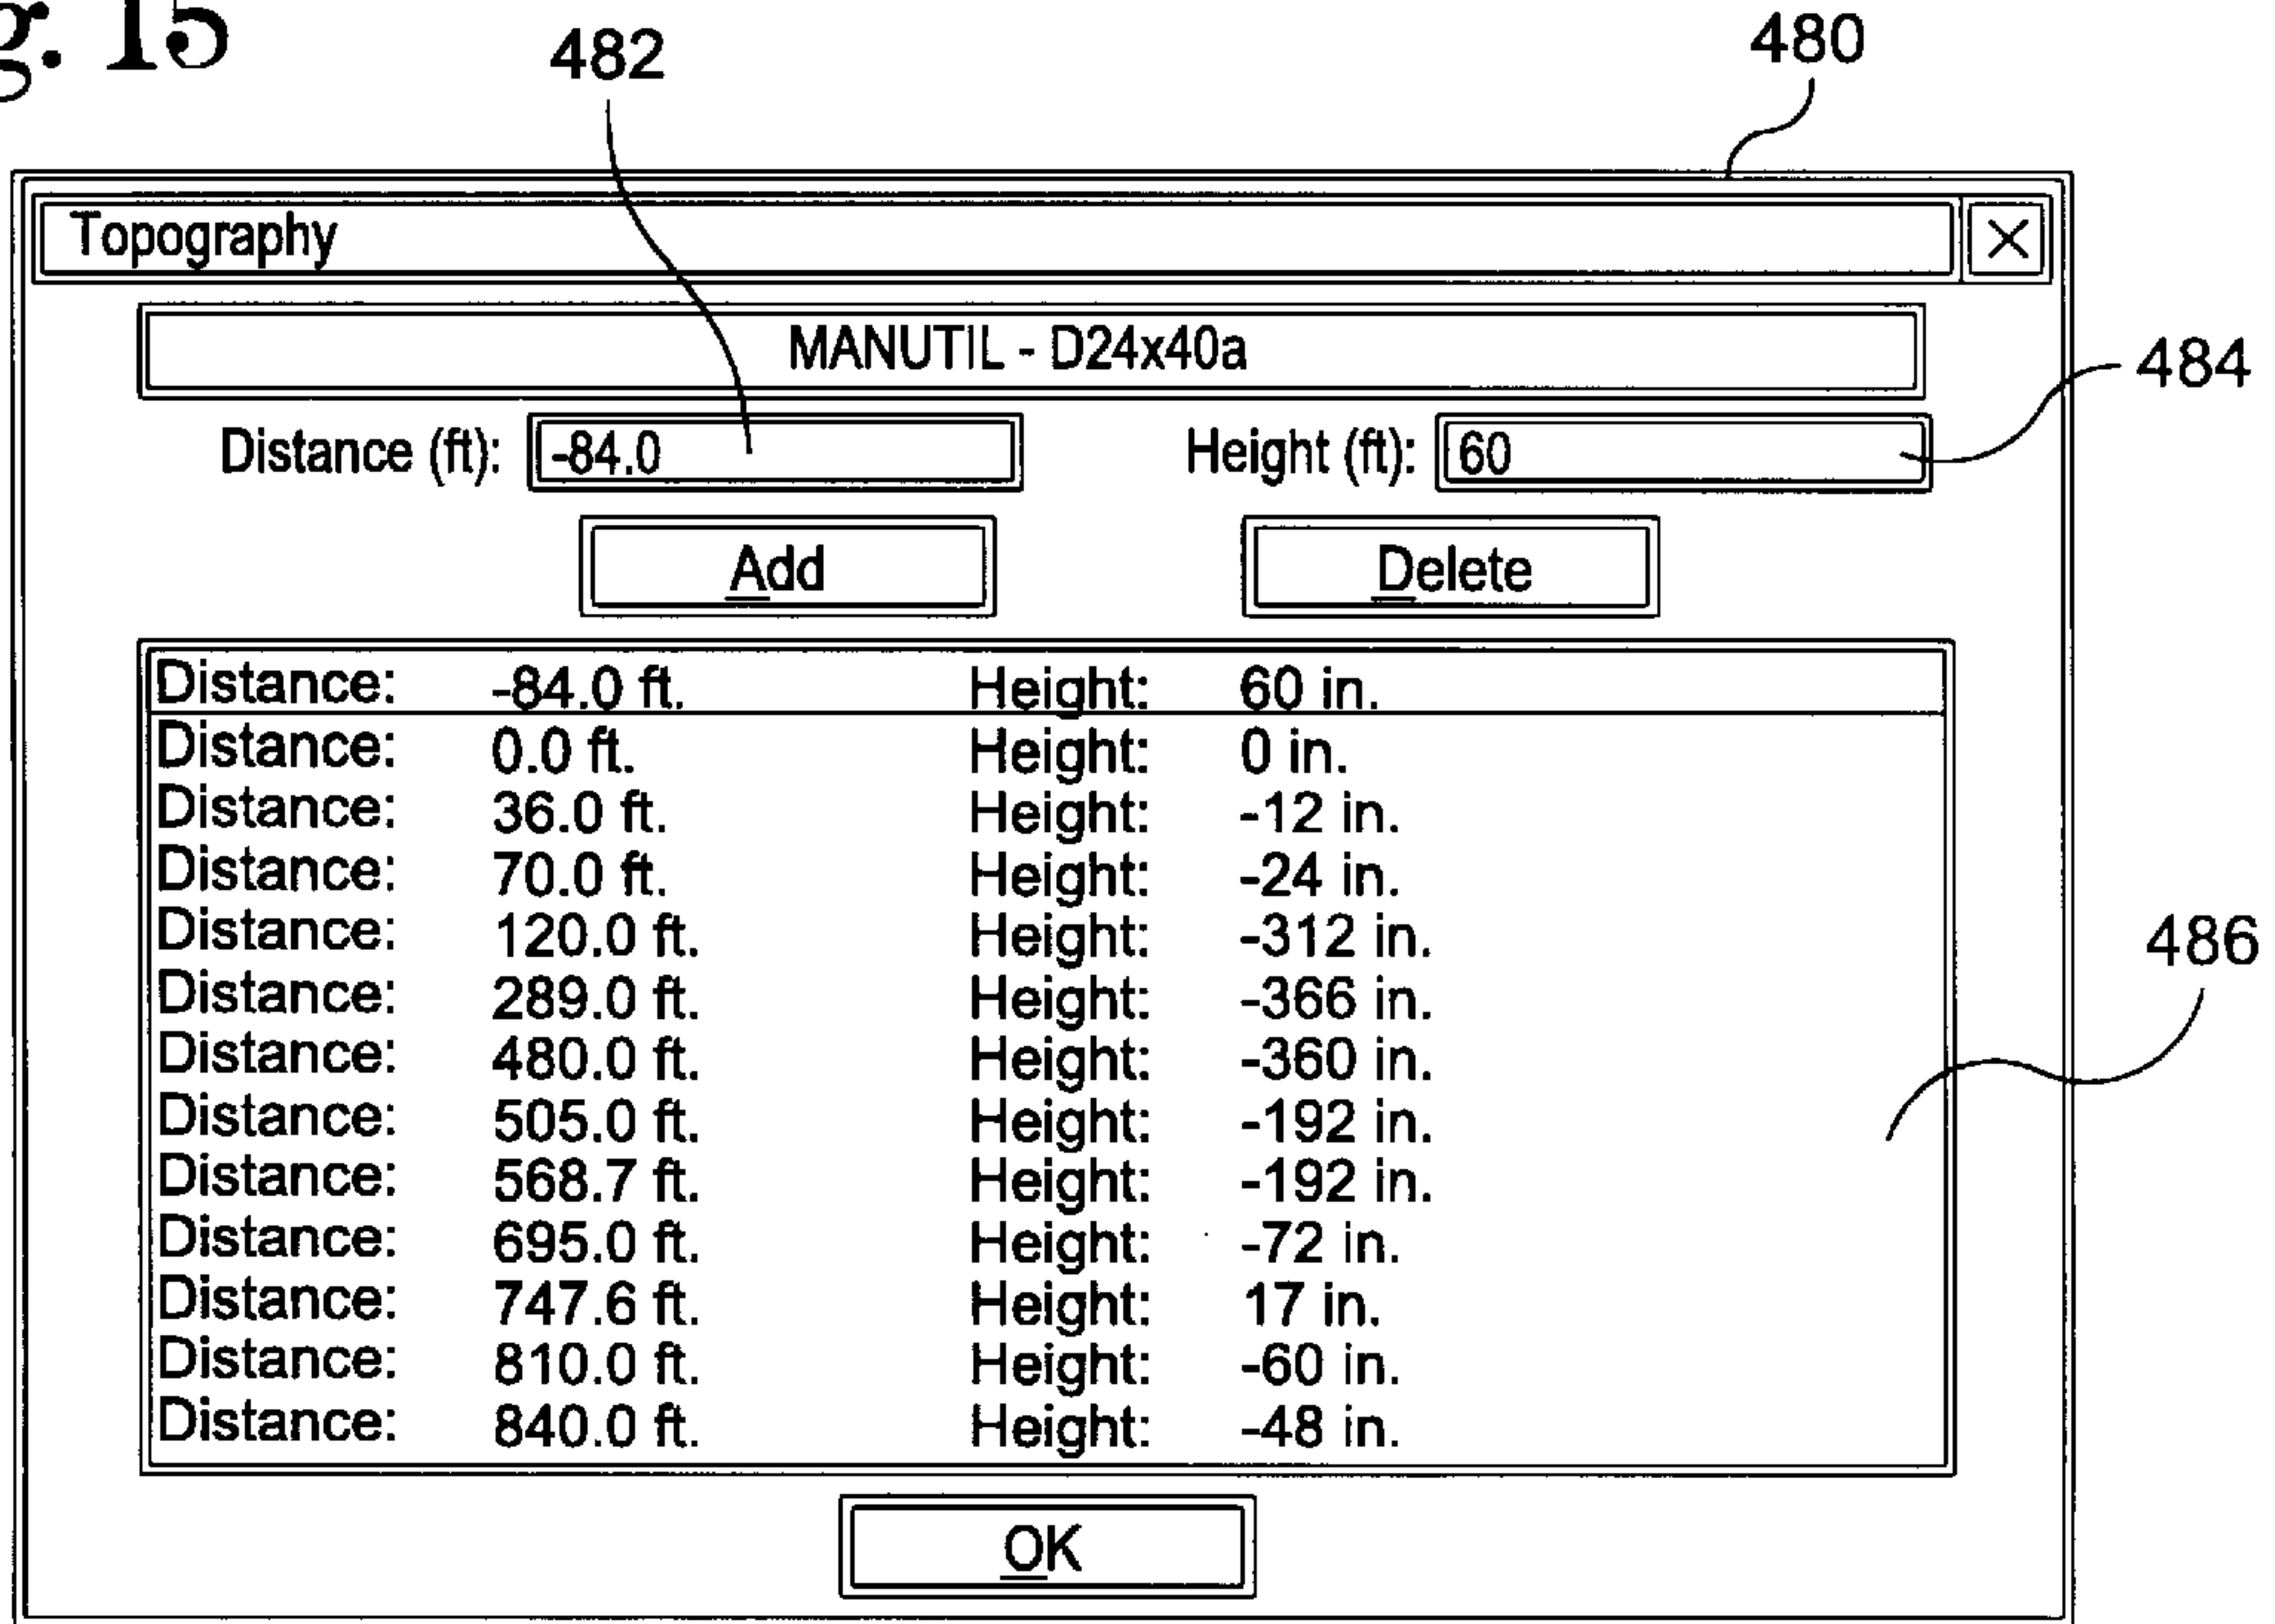 g. 15
482
480
Topography
MANUTIL - D24x40a
484
Distance (ft): -84.0 Height (ft): 60
Add Delete
Distance: -84.0 ft. Height: 60 in.
Distance: 0.0 ft. Height: 0 in.
Distance: 36.0 ft. Height: -12 in.
Distance: 70.0 ft. Height: -24 in.
Distance: 120.0 ft. Height: -312 in.
486
Distance: 289.0 ft. Height: -366 in.
Distance: 480.0 ft. Height: -360 in.
Distance: 505.0 ft. Height: -192 in.
Distance: 568.7 ft. Height: -192 in.
Distance: 695.0 ft. Height: -72 in.
Distance: 747.6 ft. Height: 17 in.
Distance: 810.0 ft. Height: -60 in.
Distance: 840.0 ft. Height: -48 in.
OK